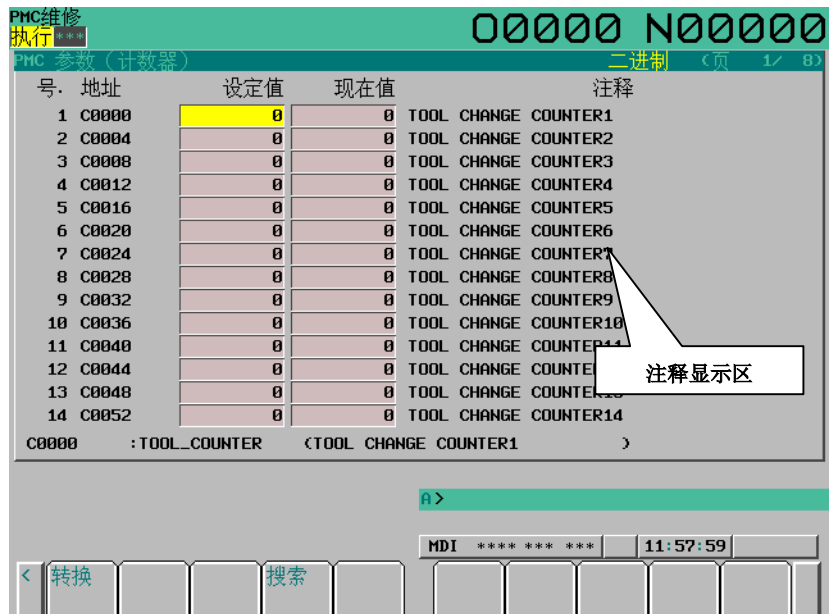 PMC维修
执行*** O0000 N00000
PMC 参数（计数器） 二进制 （页 1/ 8）
号. 地址 设定值 现在值 注释
1 C0000 0 0 TOOL CHANGE COUNTER1
2 C0004 0 0 TOOL CHANGE COUNTER2
3 C0008 0 0 TOOL CHANGE COUNTER3
4 C0012 0 0 TOOL CHANGE COUNTER4
5 C0016 0 0 TOOL CHANGE COUNTER5
6 C0020 0 0 TOOL CHANGE COUNTER6
7 C0024 0 0 TOOL CHANGE COUNTER7
8 C0028 0 0 TOOL CHANGE COUNTER8
9 C0032 0 0 TOOL CHANGE COUNTER9
10 C0036 0 0 TOOL CHANGE COUNTER10
11 C0040 0 0 TOOL CHANGE COUNTER11
12 C0044 0 0 TOOL CHANGE
13 C0048 0 0 TOOL CHANGE COUNTER13
14 C0052 0 0 TOOL CHANGE COUNTER14
注释显示区
C0000 :TOOL_COUNTER (TOOL CHANGE COUNTER1 )
A>
MDI **** *** *** 11:57:59
< 转换 搜索